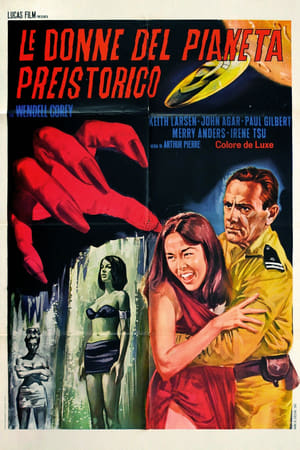 LUCAS FILM PRESENTA
LE DONNE DEL PIANETA
PREISTORICO
WENDELL COREY
KEITH LARSEN · JOHN AGAR · PAUL GILBERT
MERRY ANDERS · IRENE TSU
REGIA DI ARTHUR PIERRE
Colore de Luxe